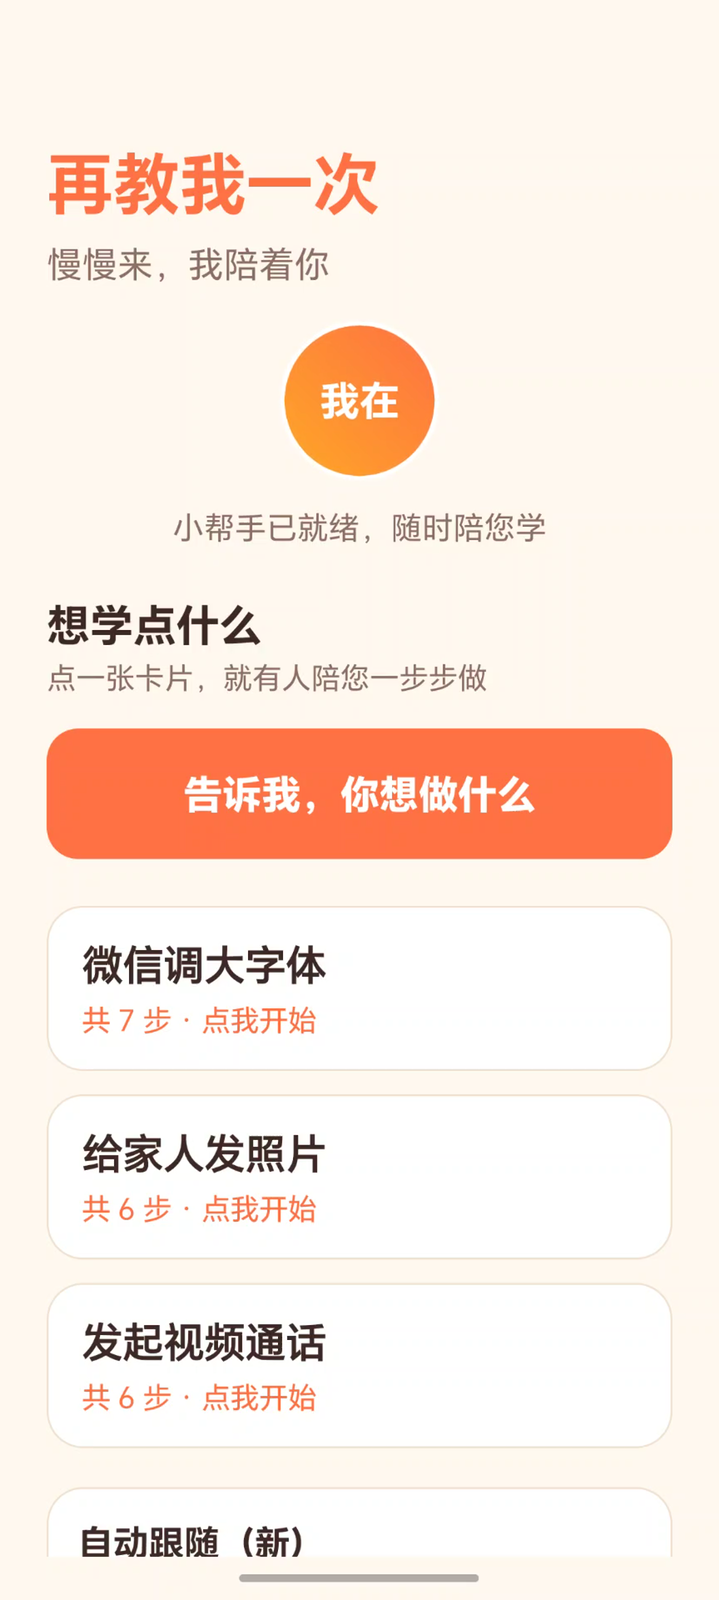 再教我一次
慢慢来，我陪着你
我在
小帮手已就绪，随时陪您学
想学点什么
点一张卡片，就有人陪您一步步做
告诉我，你想做什么
微信调大字体
共 7 步 · 点我开始
给家人发照片
共 6 步 · 点我开始
发起视频通话
共 6 步 · 点我开始
自动跟随（新）